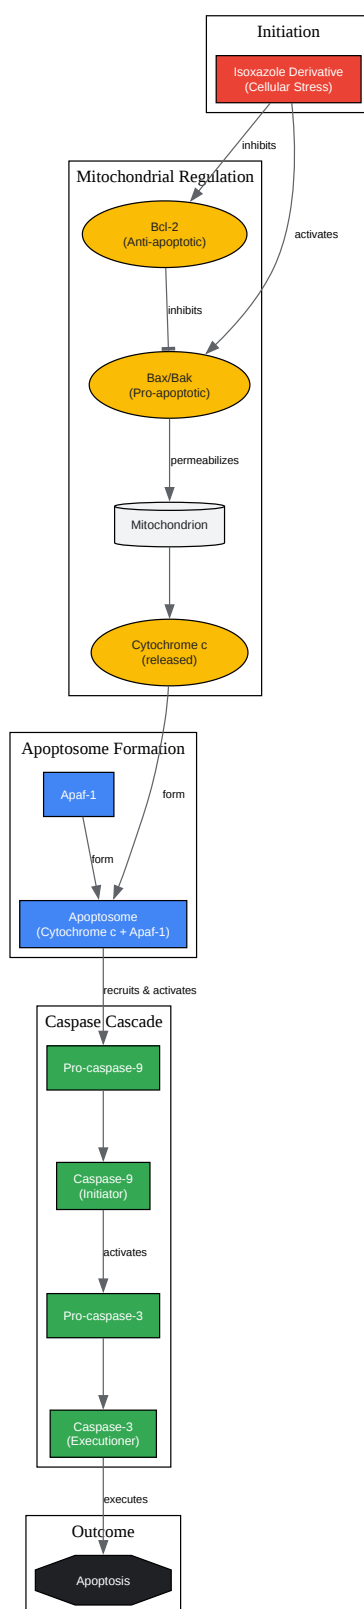 Initiation
Isoxazole Derivative
(Cellular Stress)
inhibits
Mitochondrial Regulation
Bcl-2
(Anti-apoptotic)
activates
inhibits
Bax/Bak
(Pro-apoptotic)
permeabilizes
Mitochondrion
Cytochrome c
(released)
Apoptosome Formation
Apaf-1
form
form
Apoptosome
(Cytochrome c + Apaf-1)
recruits & activates
Caspase Cascade
Pro-caspase-9
Caspase-9
(Initiator)
activates
Pro-caspase-3
Caspase-3
(Executioner)
executes
Outcome
Apoptosis